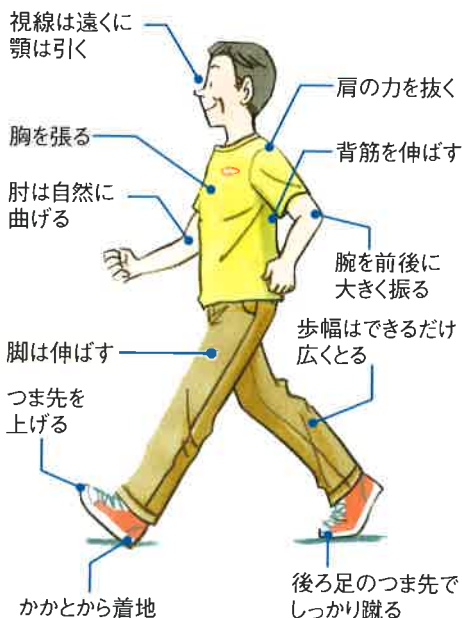 視線は遠くに
顎は引く
肩の力を抜く
胸を張る
背筋を伸ばす
肘は自然に
曲げる
腕を前後に
大きく振る
歩幅はできるだけ
広くとる
脚は伸ばす
つま先を
上げる
かかとから着地
後ろ足のつま先で
しっかり蹴る